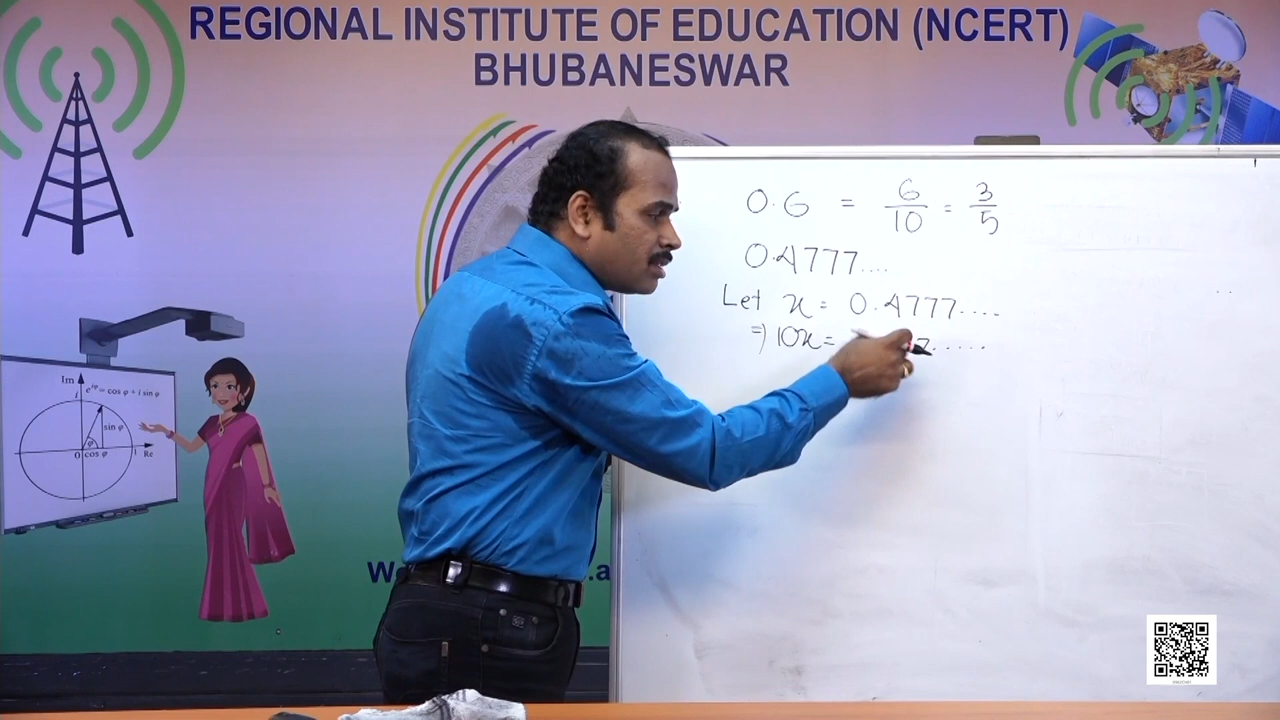 REGIONAL INSTITUTE OF EDUCATION (NCERT)
BHUBANESWAR
0.6 = 6/10 = 3/5
0.4777....
Let x = 0.4777....
⇒ 10x =
Im
i
e^iφ = cos φ + i sin φ
sin φ
φ
0 cos φ 1 Re